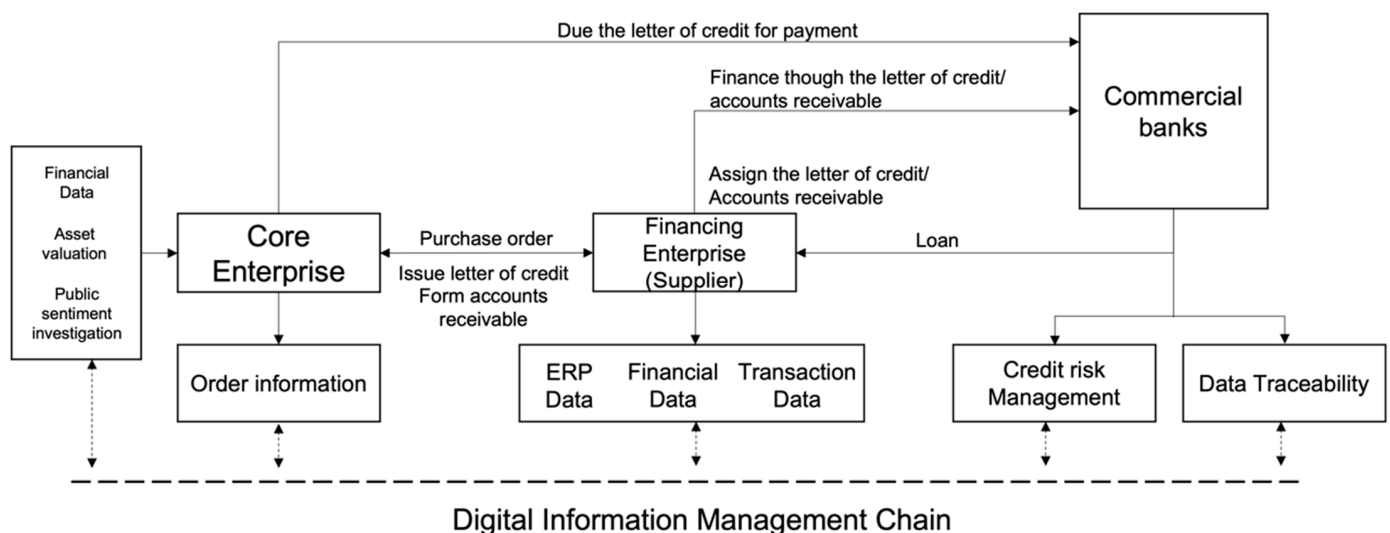 Due the letter of credit for payment
Finance though the letter of credit/
accounts receivable
Commercial
banks
Financial
Data
Asset
valuation
Public
sentiment
investigation
Core
Enterprise
Purchase order
Issue letter of credit
Form accounts
receivable
Assign the letter of credit/
Accounts receivable
Financing
Enterprise
(Supplier)
Loan
Order information
ERP
Data
Financial
Data
Transaction
Data
Credit risk
Management
Data Traceability
Digital Information Management Chain